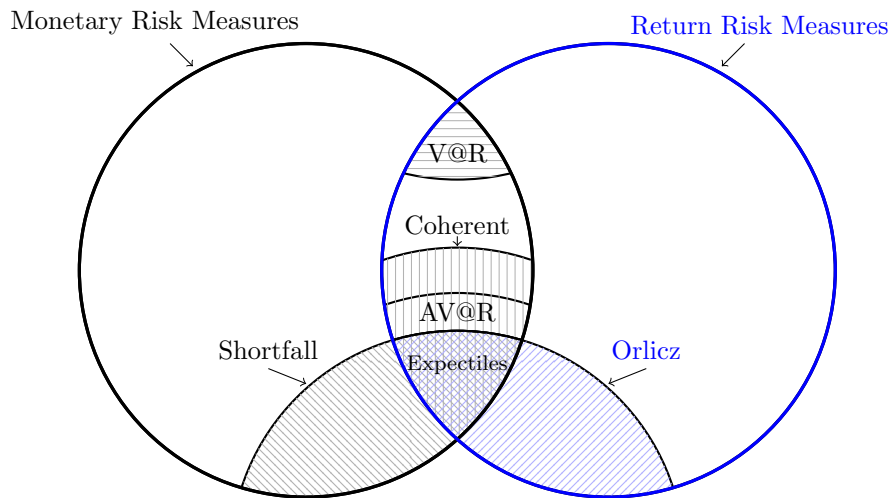 Monetary Risk Measures
Return Risk Measures
V@R
Coherent
AV@R
Shortfall
Expectiles
Orlicz